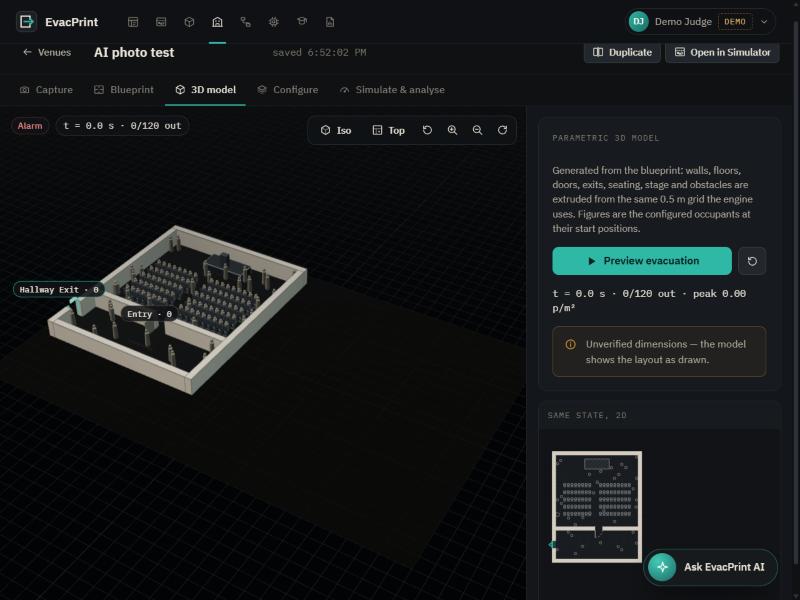 EvacPrint
DJ Demo Judge DEMO
Venues AI photo test saved 6:52:02 PM Duplicate Open in Simulator
Capture Blueprint 3D model Configure Simulate & analyse
Alarm t = 0.0 s · 0/120 out Iso Top
Hallway Exit · 0
Entry · 0
PARAMETRIC 3D MODEL
Generated from the blueprint: walls, floors,
doors, exits, seating, stage and obstacles are
extruded from the same 0.5 m grid the engine
uses. Figures are the configured occupants at
their start positions.
Preview evacuation
t = 0.0 s · 0/120 out · peak 0.00
p/m²
Unverified dimensions — the model
shows the layout as drawn.
SAME STATE, 2D
Ask EvacPrint AI